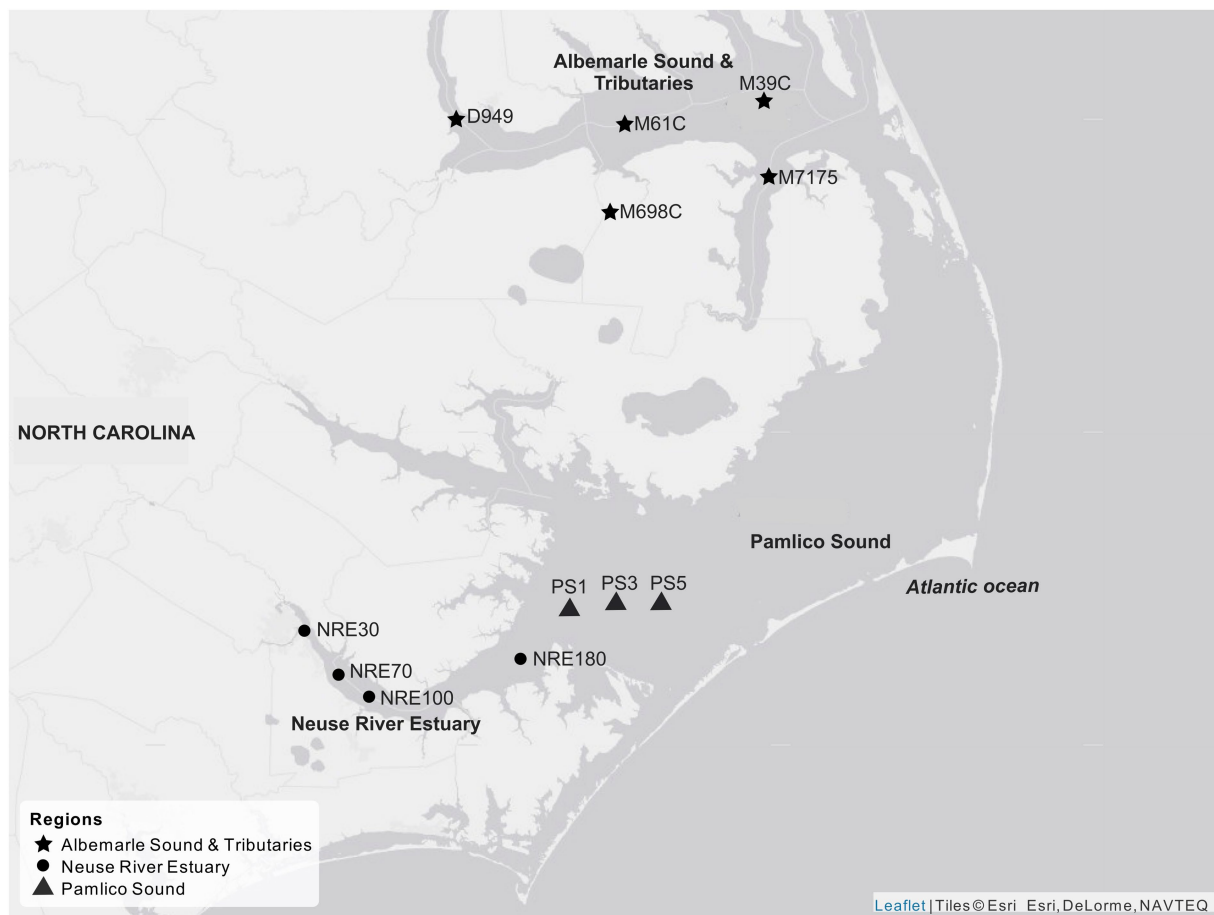 Albemarle Sound &
Tributaries
M39C
D949
M61C
M7175
M698C
NORTH CAROLINA
Pamlico Sound
Atlantic ocean
PS1
PS3
PS5
NRE30
NRE180
NRE70
NRE100
Neuse River Estuary
Regions
Albemarle Sound & Tributaries
Neuse River Estuary
Pamlico Sound
Leaflet | Tiles © Esri Esri, DeLorme, NAVTEQ